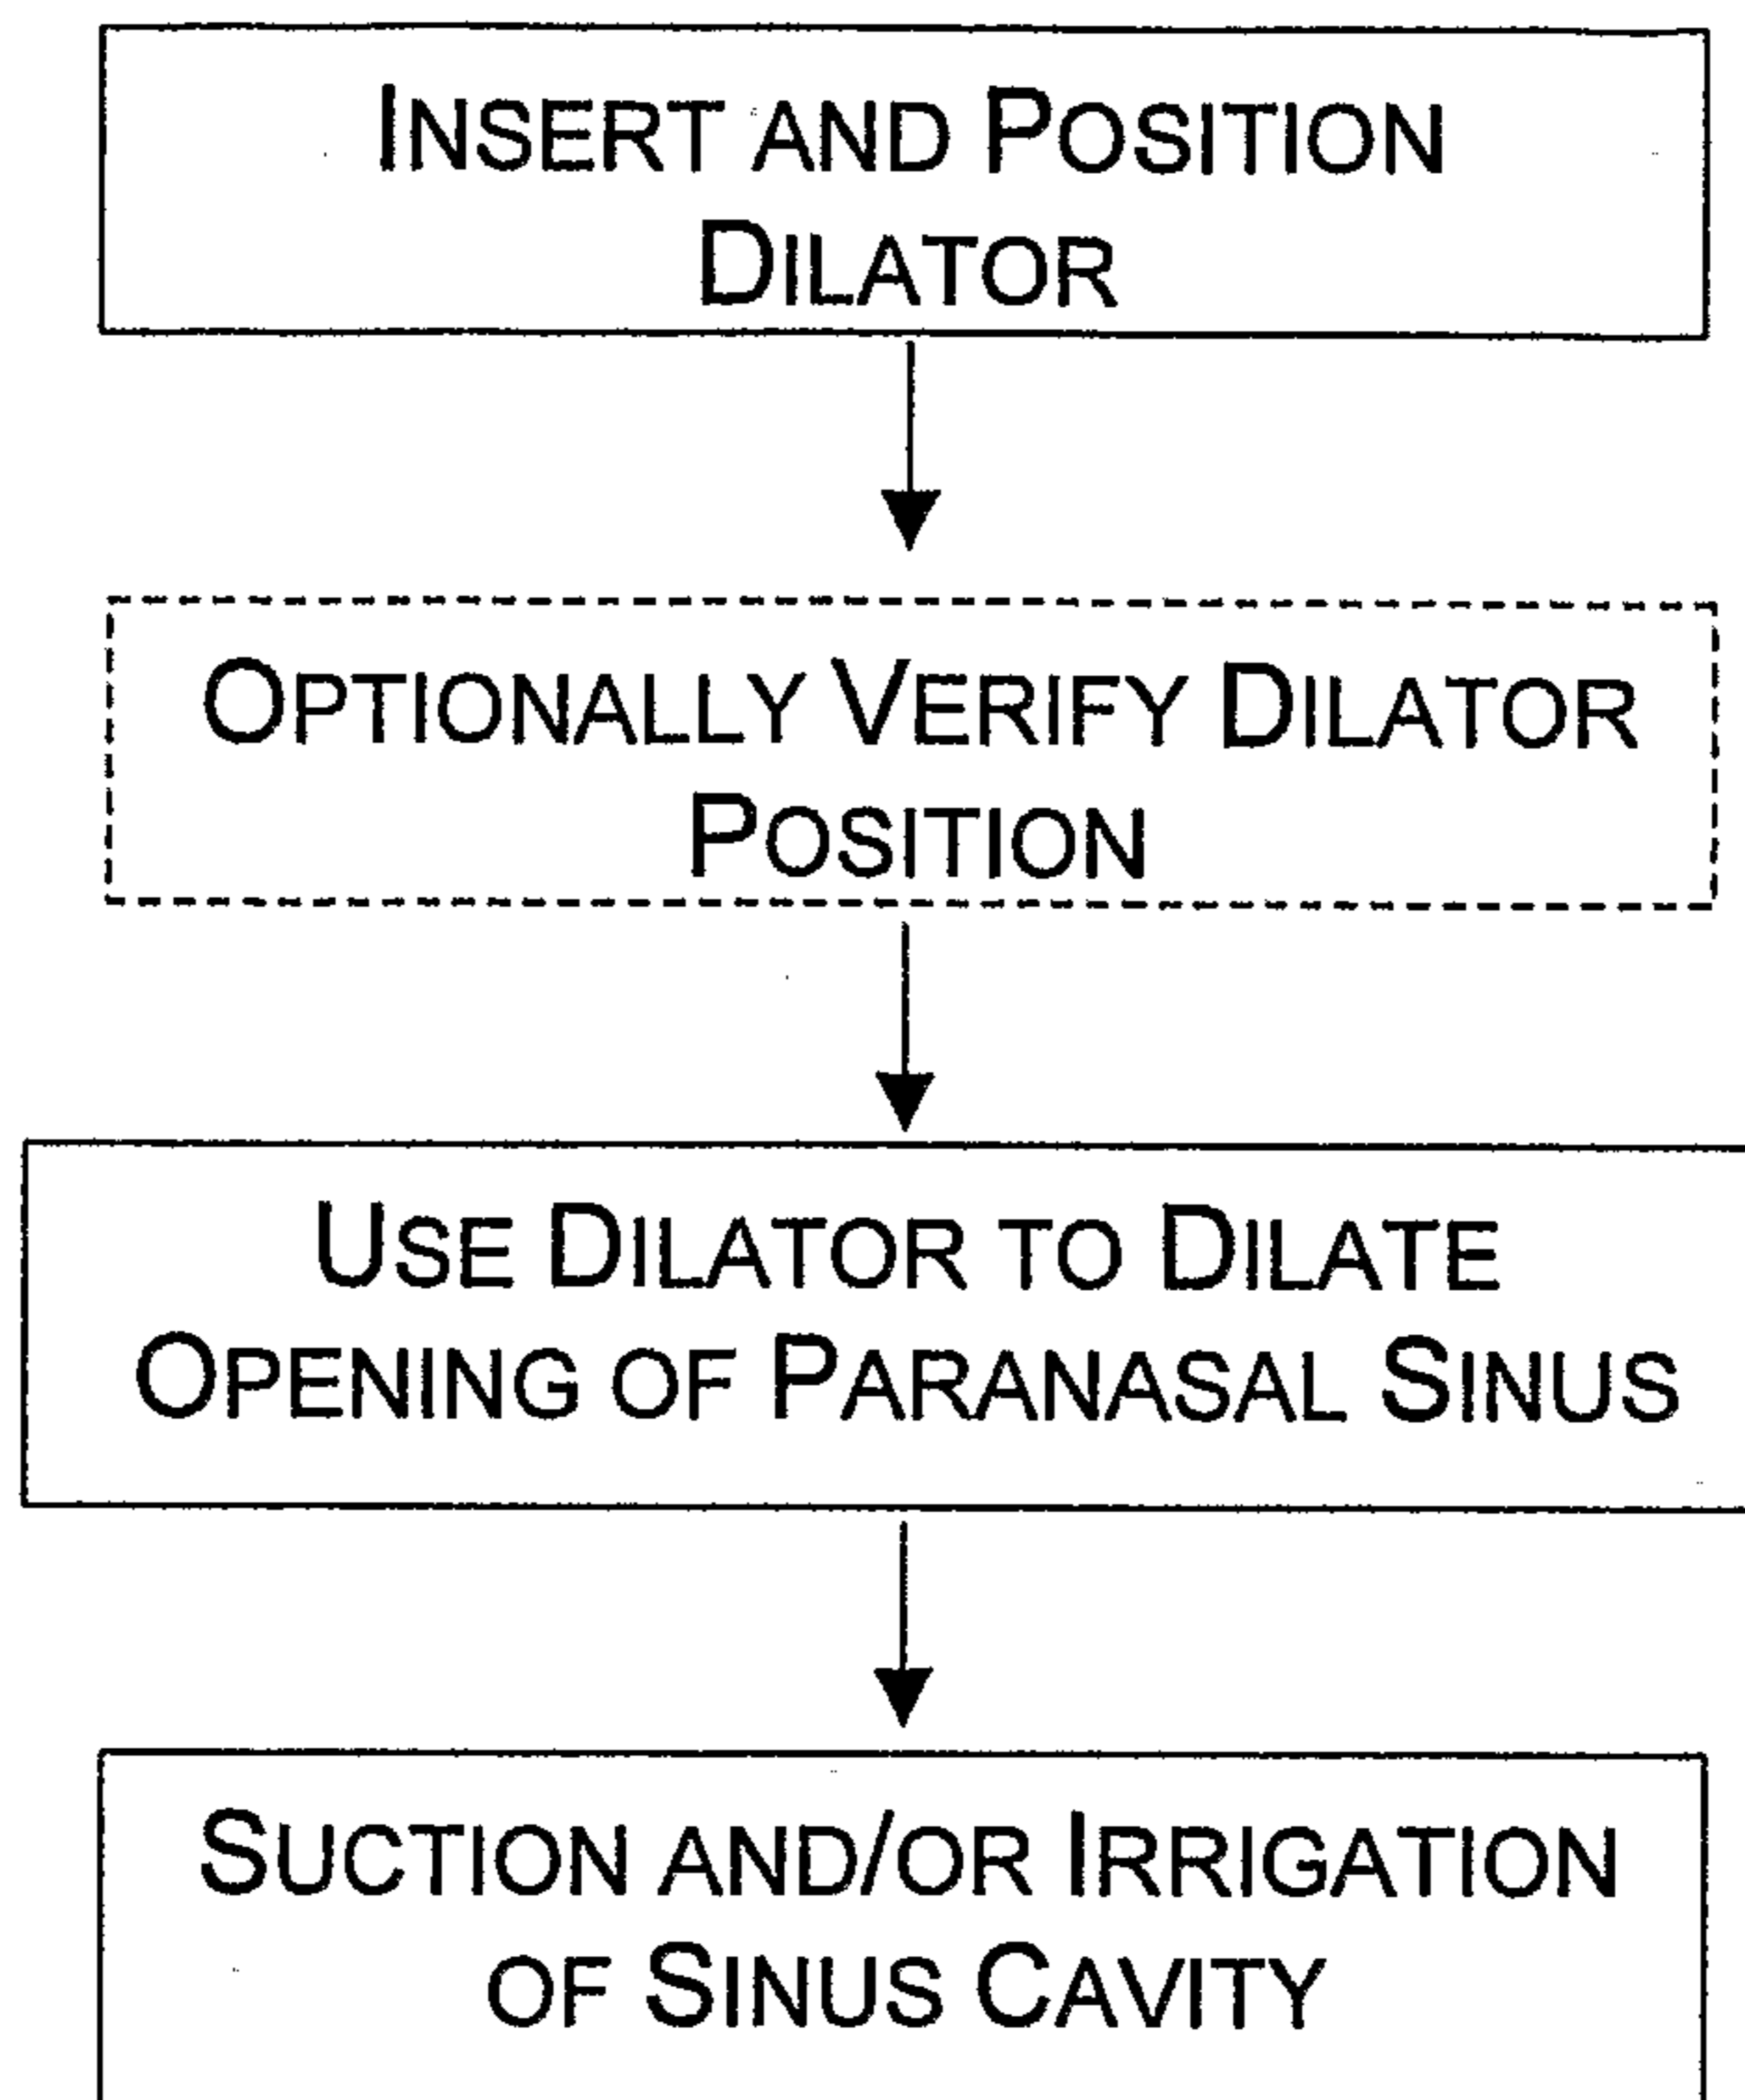 INSERT AND POSITION
DILATOR
OPTIONALLY VERIFY DILATOR
POSITION
USE DILATOR TO DILATE
OPENING OF PARANASAL SINUS
SUCTION AND/OR IRRIGATION
OF SINUS CAVITY